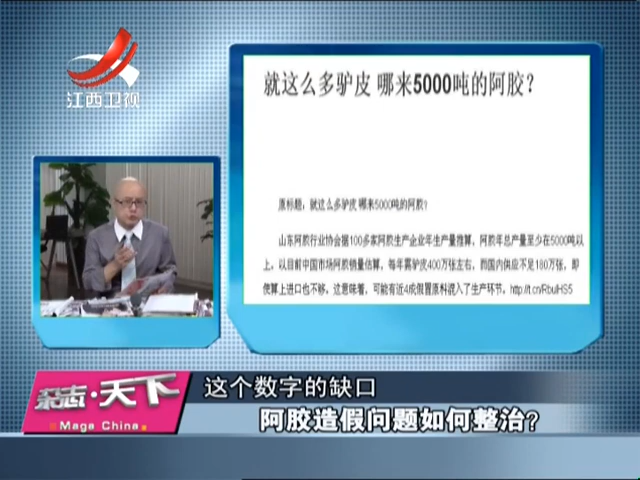 江西卫视
就这么多驴皮 哪来5000吨的阿胶？
原标题：就这么多驴皮 哪来5000吨的阿胶？
山东阿胶行业协会据100多家阿胶生产企业年生产量推算，阿胶年总产量至少在5000吨以
上。以目前中国市场阿胶销量估算，每年需驴皮400万张左右，而国内供应不足180万张，即
使算上进口也不够。这意味着，可能有近4成假冒原料混入了生产环节。http://t.cn/RbulHS5
杂志·天下
Maga China
这个数字的缺口
阿胶造假问题如何整治？